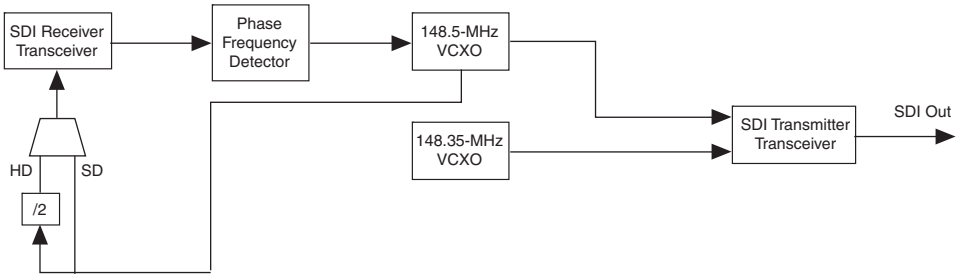 SDI Receiver
Transceiver
Phase
Frequency
Detector
148.5-MHz
VCXO
148.35-MHz
VCXO
SDI Transmitter
Transceiver
SDI Out
HD
SD
/2